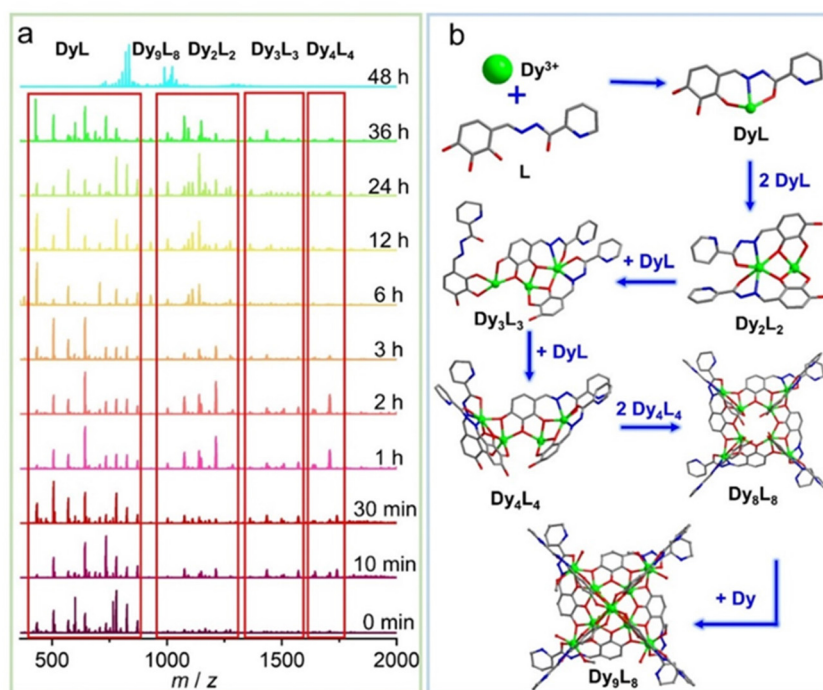 a
DyL Dy₉L₈ Dy₂L₂ Dy₃L₃ Dy₄L₄
48 h
36 h
24 h
12 h
6 h
3 h
2 h
1 h
30 min
10 min
0 min
500 1000 1500 2000
m / z
b
Dy³⁺
+
L
DyL
2 DyL
Dy₂L₂
+ DyL
Dy₃L₃
+ DyL
Dy₄L₄
2 Dy₄L₄
Dy₈L₈
+ Dy
Dy₉L₈